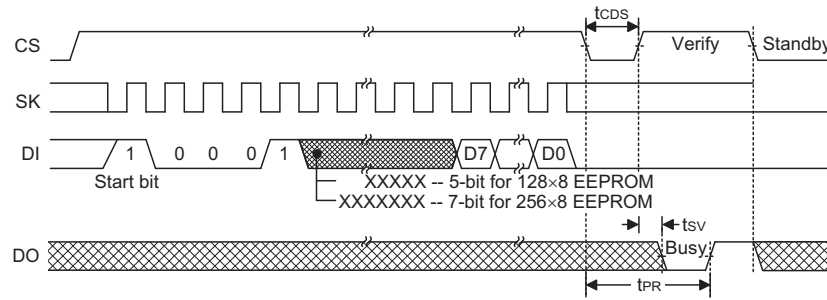 tCDS
CS Verify Standby
SK
DI 1 0 0 0 1 D7 D0
Start bit
XXXXX -- 5-bit for 128×8 EEPROM
XXXXXXX -- 7-bit for 256×8 EEPROM
tSV
DO Busy
tPR